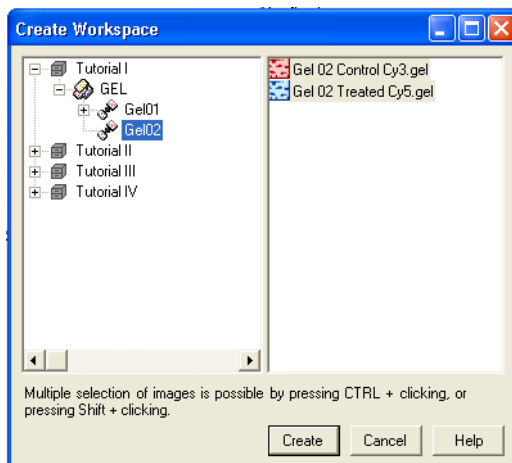 Create Workspace
Tutorial I
GEL
Gel01
Gel02
Tutorial II
Tutorial III
Tutorial IV
Gel 02 Control Cy3.gel
Gel 02 Treated Cy5.gel
Multiple selection of images is possible by pressing CTRL + clicking, or
pressing Shift + clicking.
Create
Cancel
Help